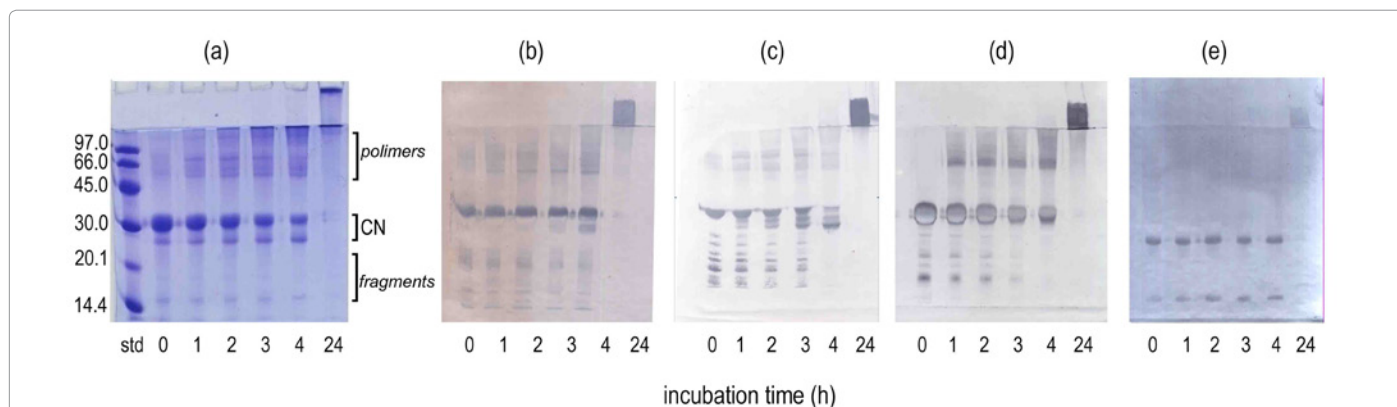 (a) (b) (c) (d) (e)
97.0
66.0
45.0
30.0
20.1
14.4
polimers
CN
fragments
std 0 1 2 3 4 24
0 1 2 3 4 24
0 1 2 3 4 24
0 1 2 3 4 24
0 1 2 3 4 24
incubation time (h)